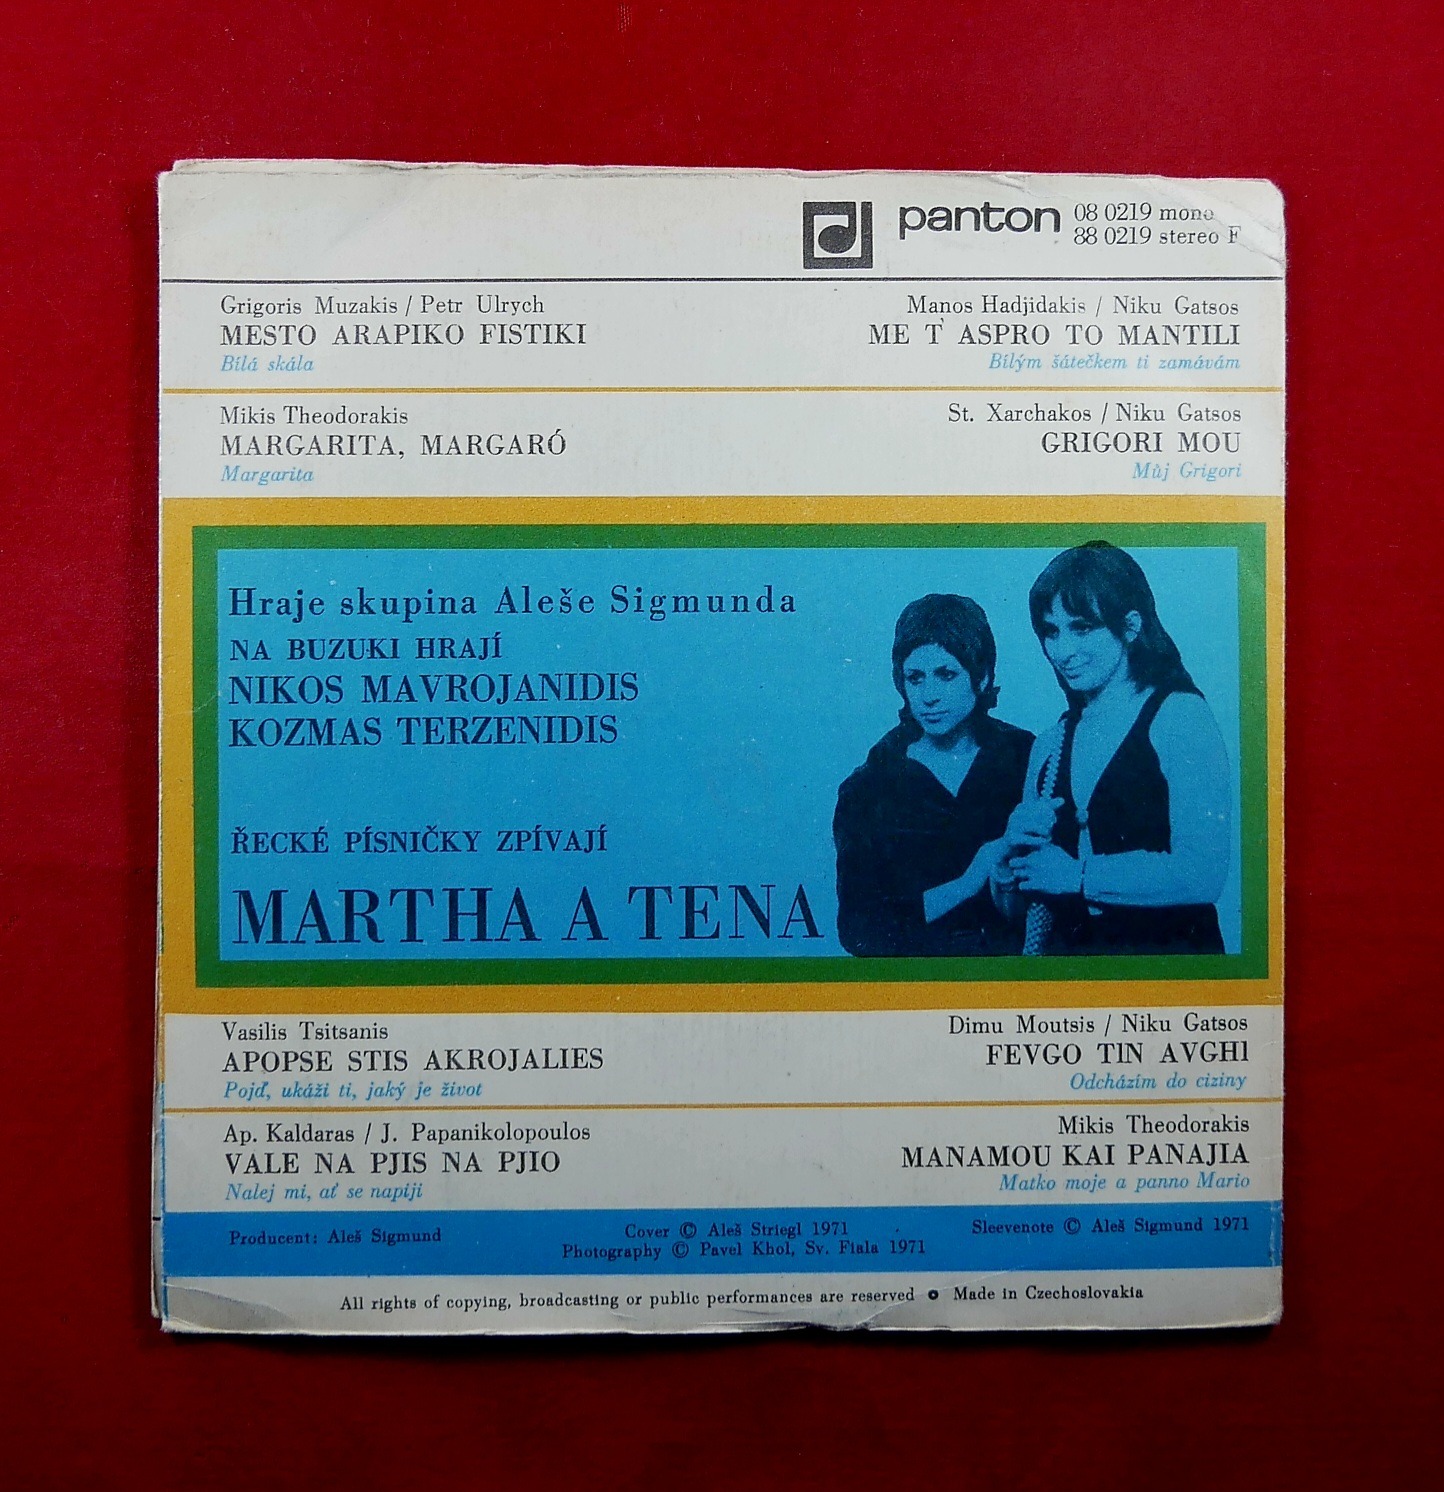 panton
08 0219 mono
88 0219 stereo F
Grigoris Muzakis / Petr Ulrych
MESTO ARAPIKO FISTIKI
Bílá skála
Manos Hadjidakis / Niku Gatsos
ME T' ASPRO TO MANTILI
Bílým šátečkem ti zamávám
Mikis Theodorakis
MARGARITA, MARGARÓ
Margarita
St. Xarchakos / Niku Gatsos
GRIGORI MOU
Můj Grigori
Hraje skupina Aleše Sigmunda
NA BUZUKI HRAJÍ
NIKOS MAVROJANIDIS
KOZMAS TERZENIDIS
ŘECKÉ PÍSNIČKY ZPÍVAJÍ
MARTHA A TENA
Vasilis Tsitsanis
APOPSE STIS AKROJALIES
Pojď, ukáži ti, jaký je život
Dimu Moutsis / Niku Gatsos
FEVGO TIN AVGHI
Odcházím do ciziny
Ap. Kaldaras / J. Papanikolopoulos
VALE NA PJIS NA PJIO
Nalej mi, ať se napiji
Mikis Theodorakis
MANAMOU KAI PANAJIA
Matko moje a panno Mario
Producent: Aleš Sigmund
Cover © Aleš Striegl 1971
Photography © Pavel Khol, Sv. Fiala 1971
Sleevenote © Aleš Sigmund 1971
All rights of copying, broadcasting or public performances are reserved • Made in Czechoslovakia